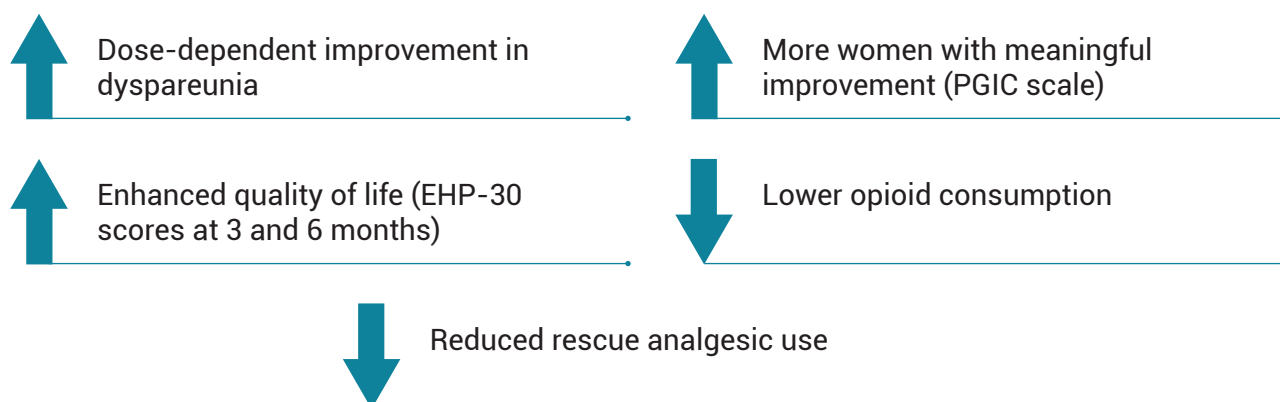 Dose-dependent improvement in
dyspareunia
More women with meaningful
improvement (PGIC scale)
Enhanced quality of life (EHP-30
scores at 3 and 6 months)
Lower opioid consumption
Reduced rescue analgesic use